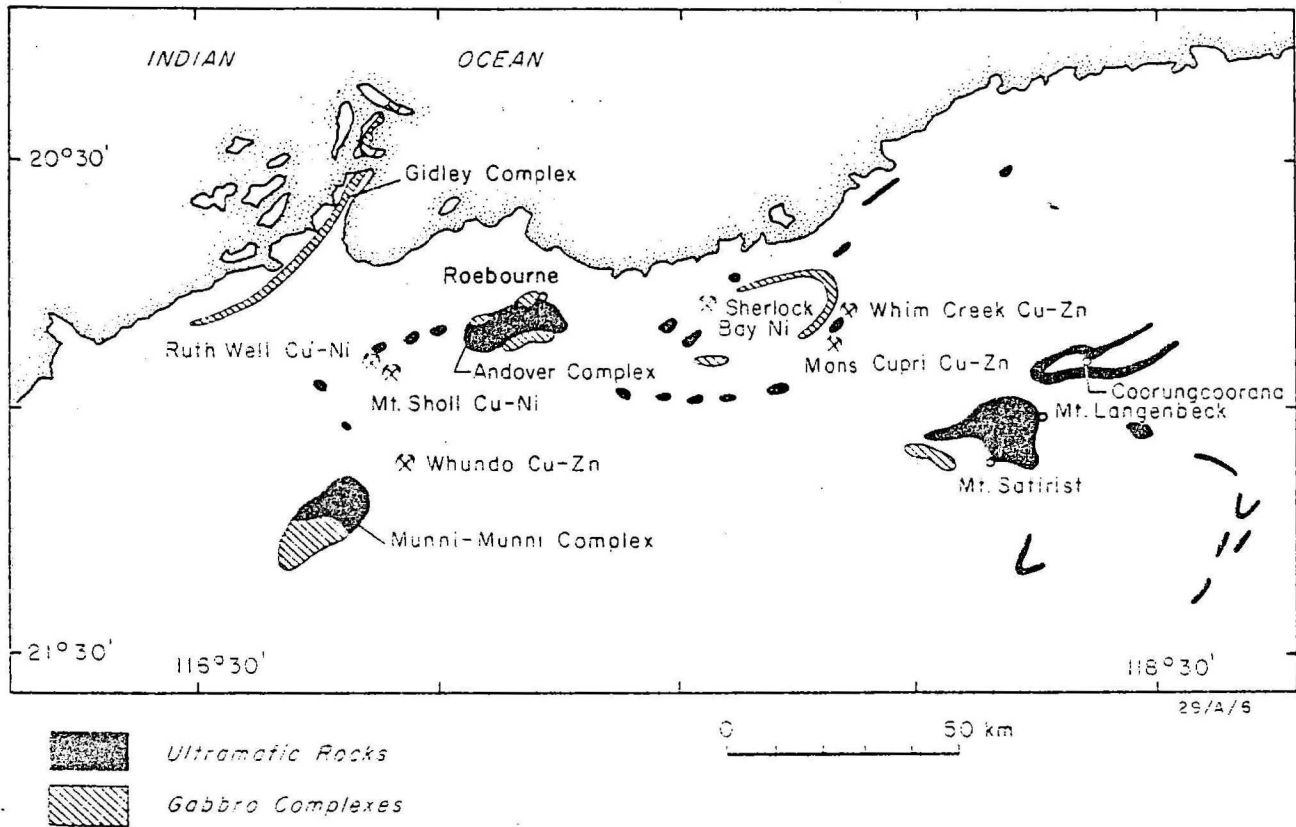 INDIAN OCEAN
20°30'
Gidley Complex
Roebourne
Sherlock
Bay Ni
Whim Creek Cu-Zn
Ruth Well Cu-Ni
Mons Cupri Cu-Zn
Andover Complex
Mt. Sholl Cu-Ni
Coorungcoorana
Mt. Langenbeck
Whundo Cu-Zn
Mt. Satirist
Munni-Munni Complex
21°30'
116°30'
118°30'
29/A/6
0 50 km
Ultramafic Rocks
Gabbro Complexes